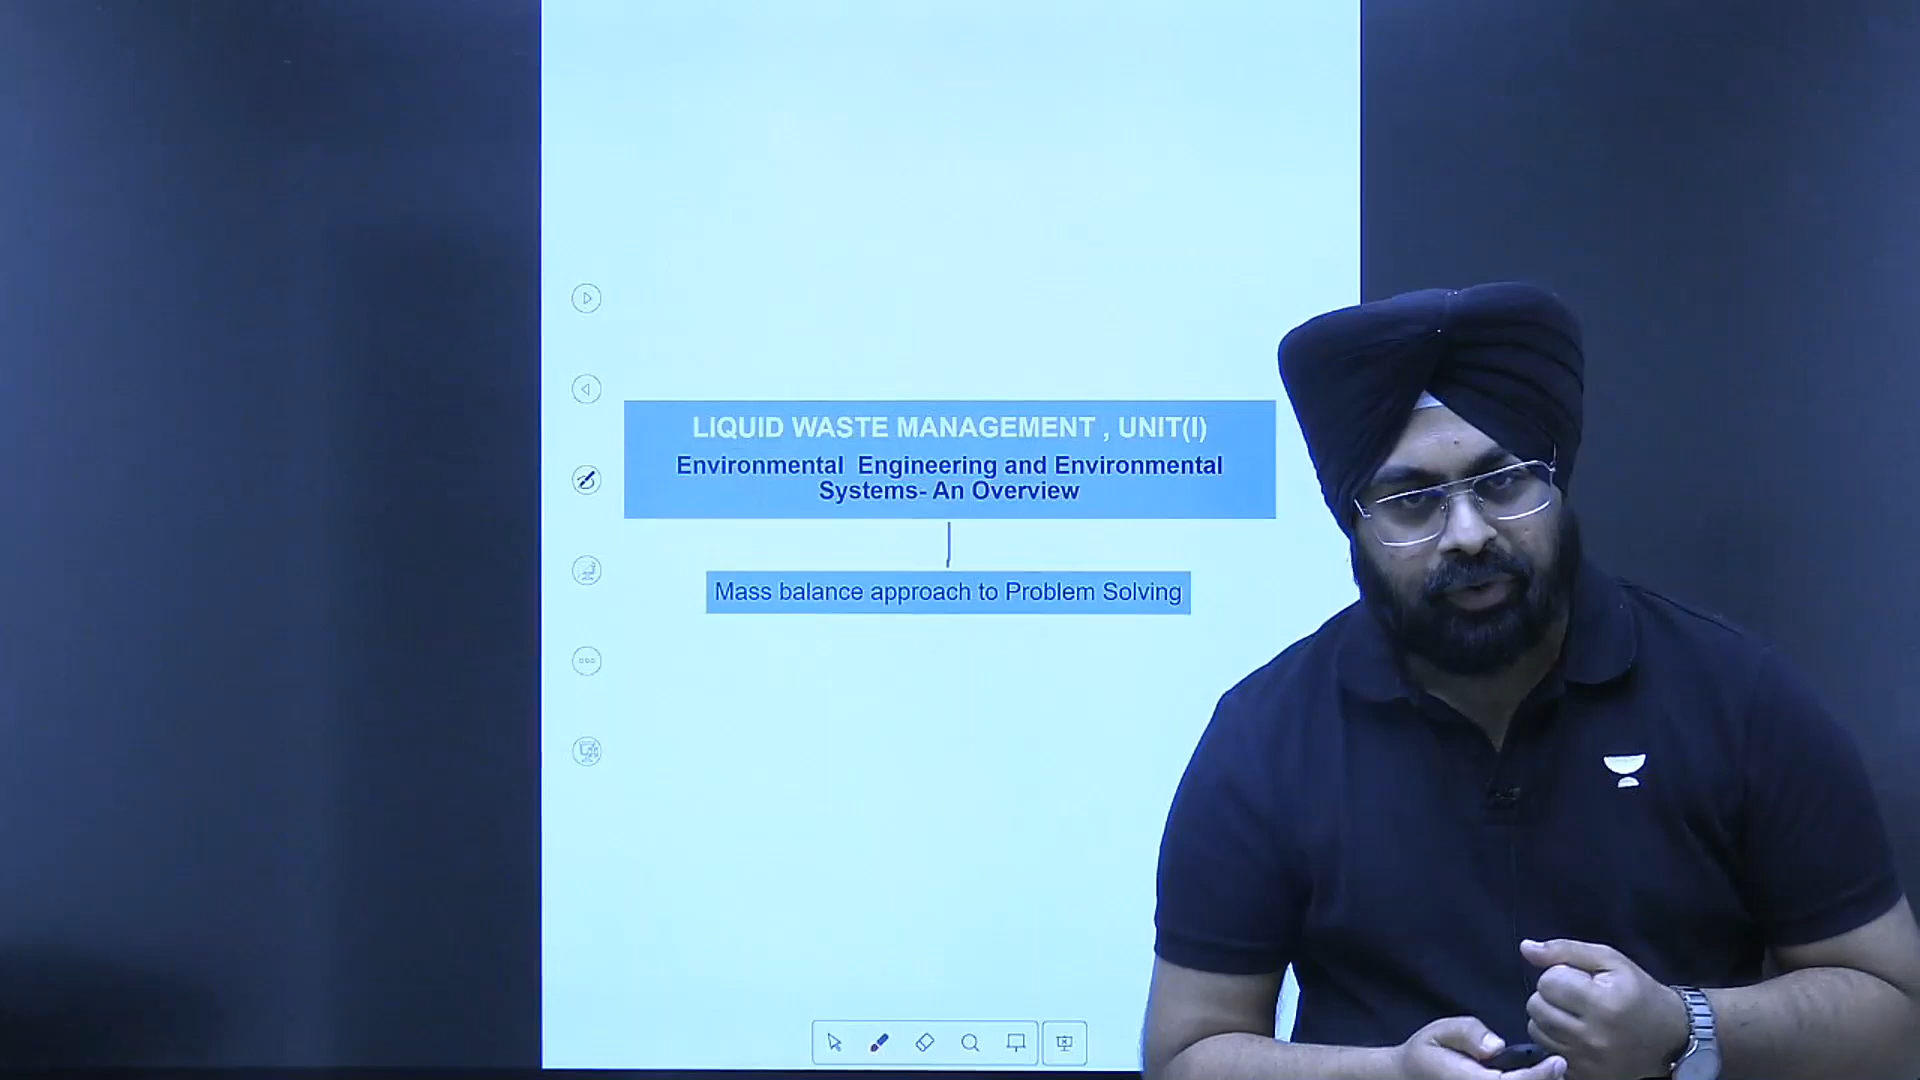 LIQUID WASTE MANAGEMENT , UNIT(I)
Environmental Engineering and Environmental
Systems- An Overview
Mass balance approach to Problem Solving